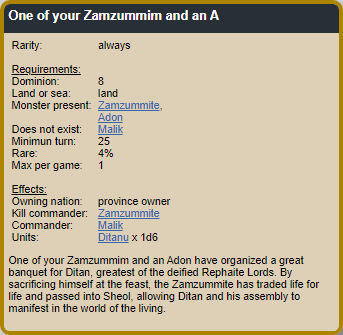 One of your Zamzummim and an A
Rarity: always
Requirements:
Dominion: 8
Land or sea: land
Monster present: Zamzummite,
Adon
Does not exist: Malik
Minimun turn: 25
Rare: 4%
Max per game: 1
Effects:
Owning nation: province owner
Kill commander: Zamzummite
Commander: Malik
Units: Ditanu x 1d6
One of your Zamzummim and an Adon have organized a great
banquet for Ditan, greatest of the deified Rephaite Lords. By
sacrificing himself at the feast, the Zamzummite has traded life for
life and passed into Sheol, allowing Ditan and his assembly to
manifest in the world of the living.